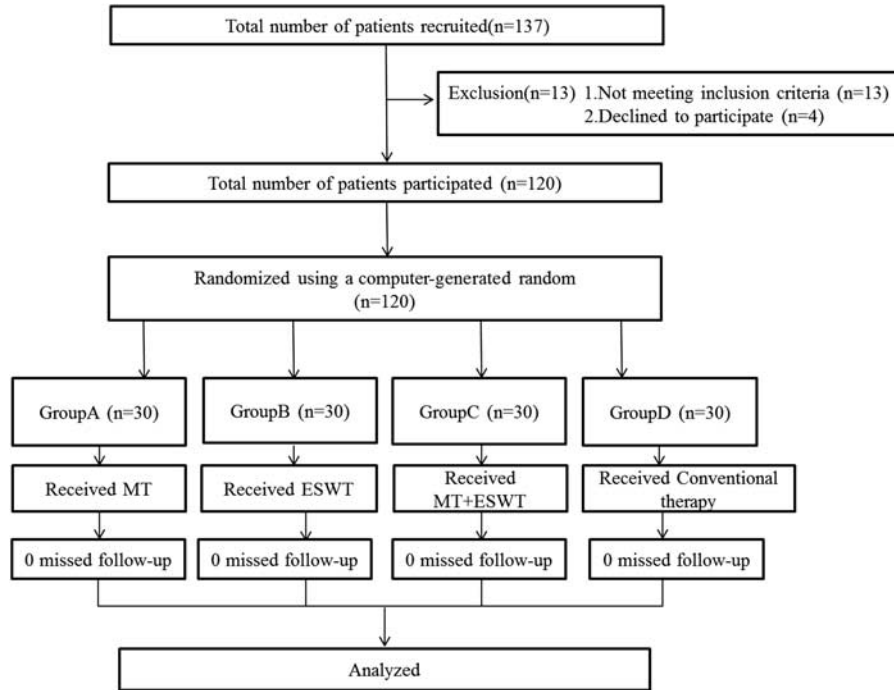 Total number of patients recruited(n=137)
Exclusion(n=13) 1.Not meeting inclusion criteria (n=13)
2.Declined to participate (n=4)
Total number of patients participated (n=120)
Randomized using a computer-generated random
(n=120)
GroupA (n=30)
GroupB (n=30)
GroupC (n=30)
GroupD (n=30)
Received MT
Received ESWT
Received
MT+ESWT
Received Conventional
therapy
0 missed follow-up
0 missed follow-up
0 missed follow-up
0 missed follow-up
Analyzed